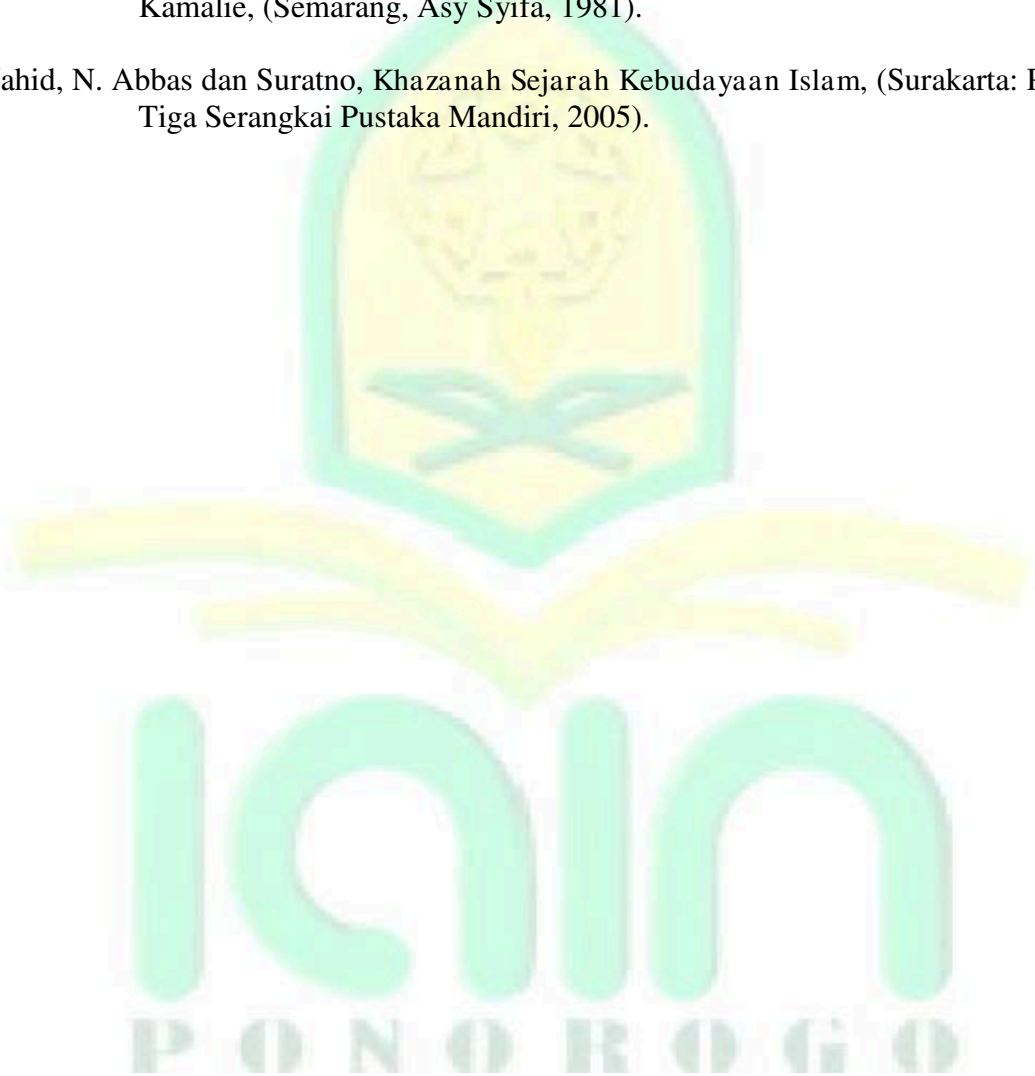 Kamalie, (Semarang, Asy Syifa, 1981).
ahid, N. Abbas dan Suratno, Khazanah Sejarah Kebudayaan Islam, (Surakarta:
Tiga Serangkai Pustaka Mandiri, 2005).
iain
PONOROGO